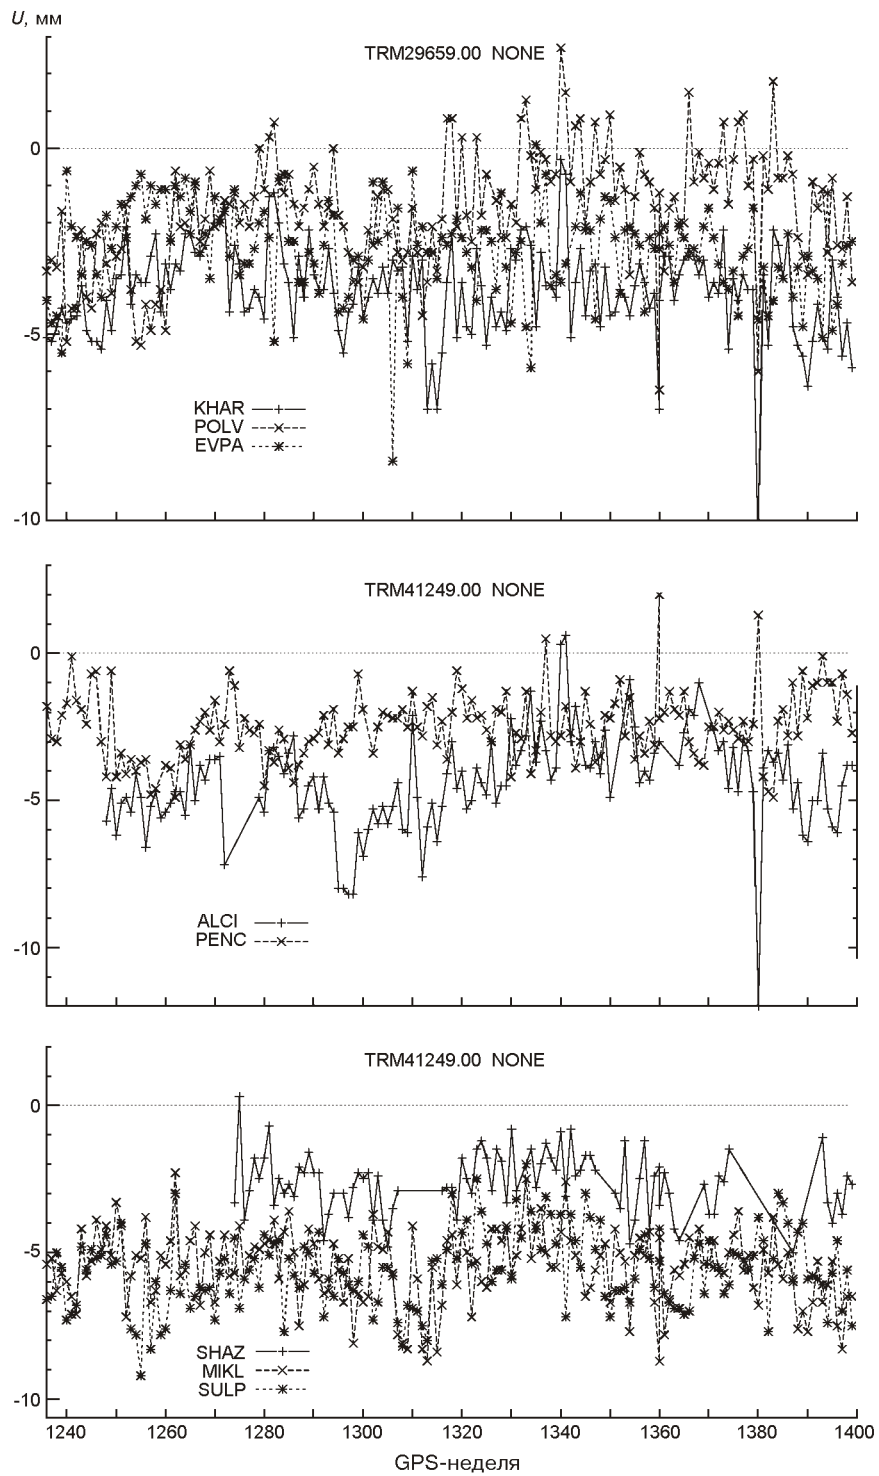 U, мм
TRM29659.00 NONE
0
-5
-10
KHAR
POLV
EVPA
TRM41249.00 NONE
0
-5
-10
ALCI
PENC
TRM41249.00 NONE
0
-5
-10
SHAZ
MIKL
SULP
1240 1260 1280 1300 1320 1340 1360 1380 1400
GPS-неделя